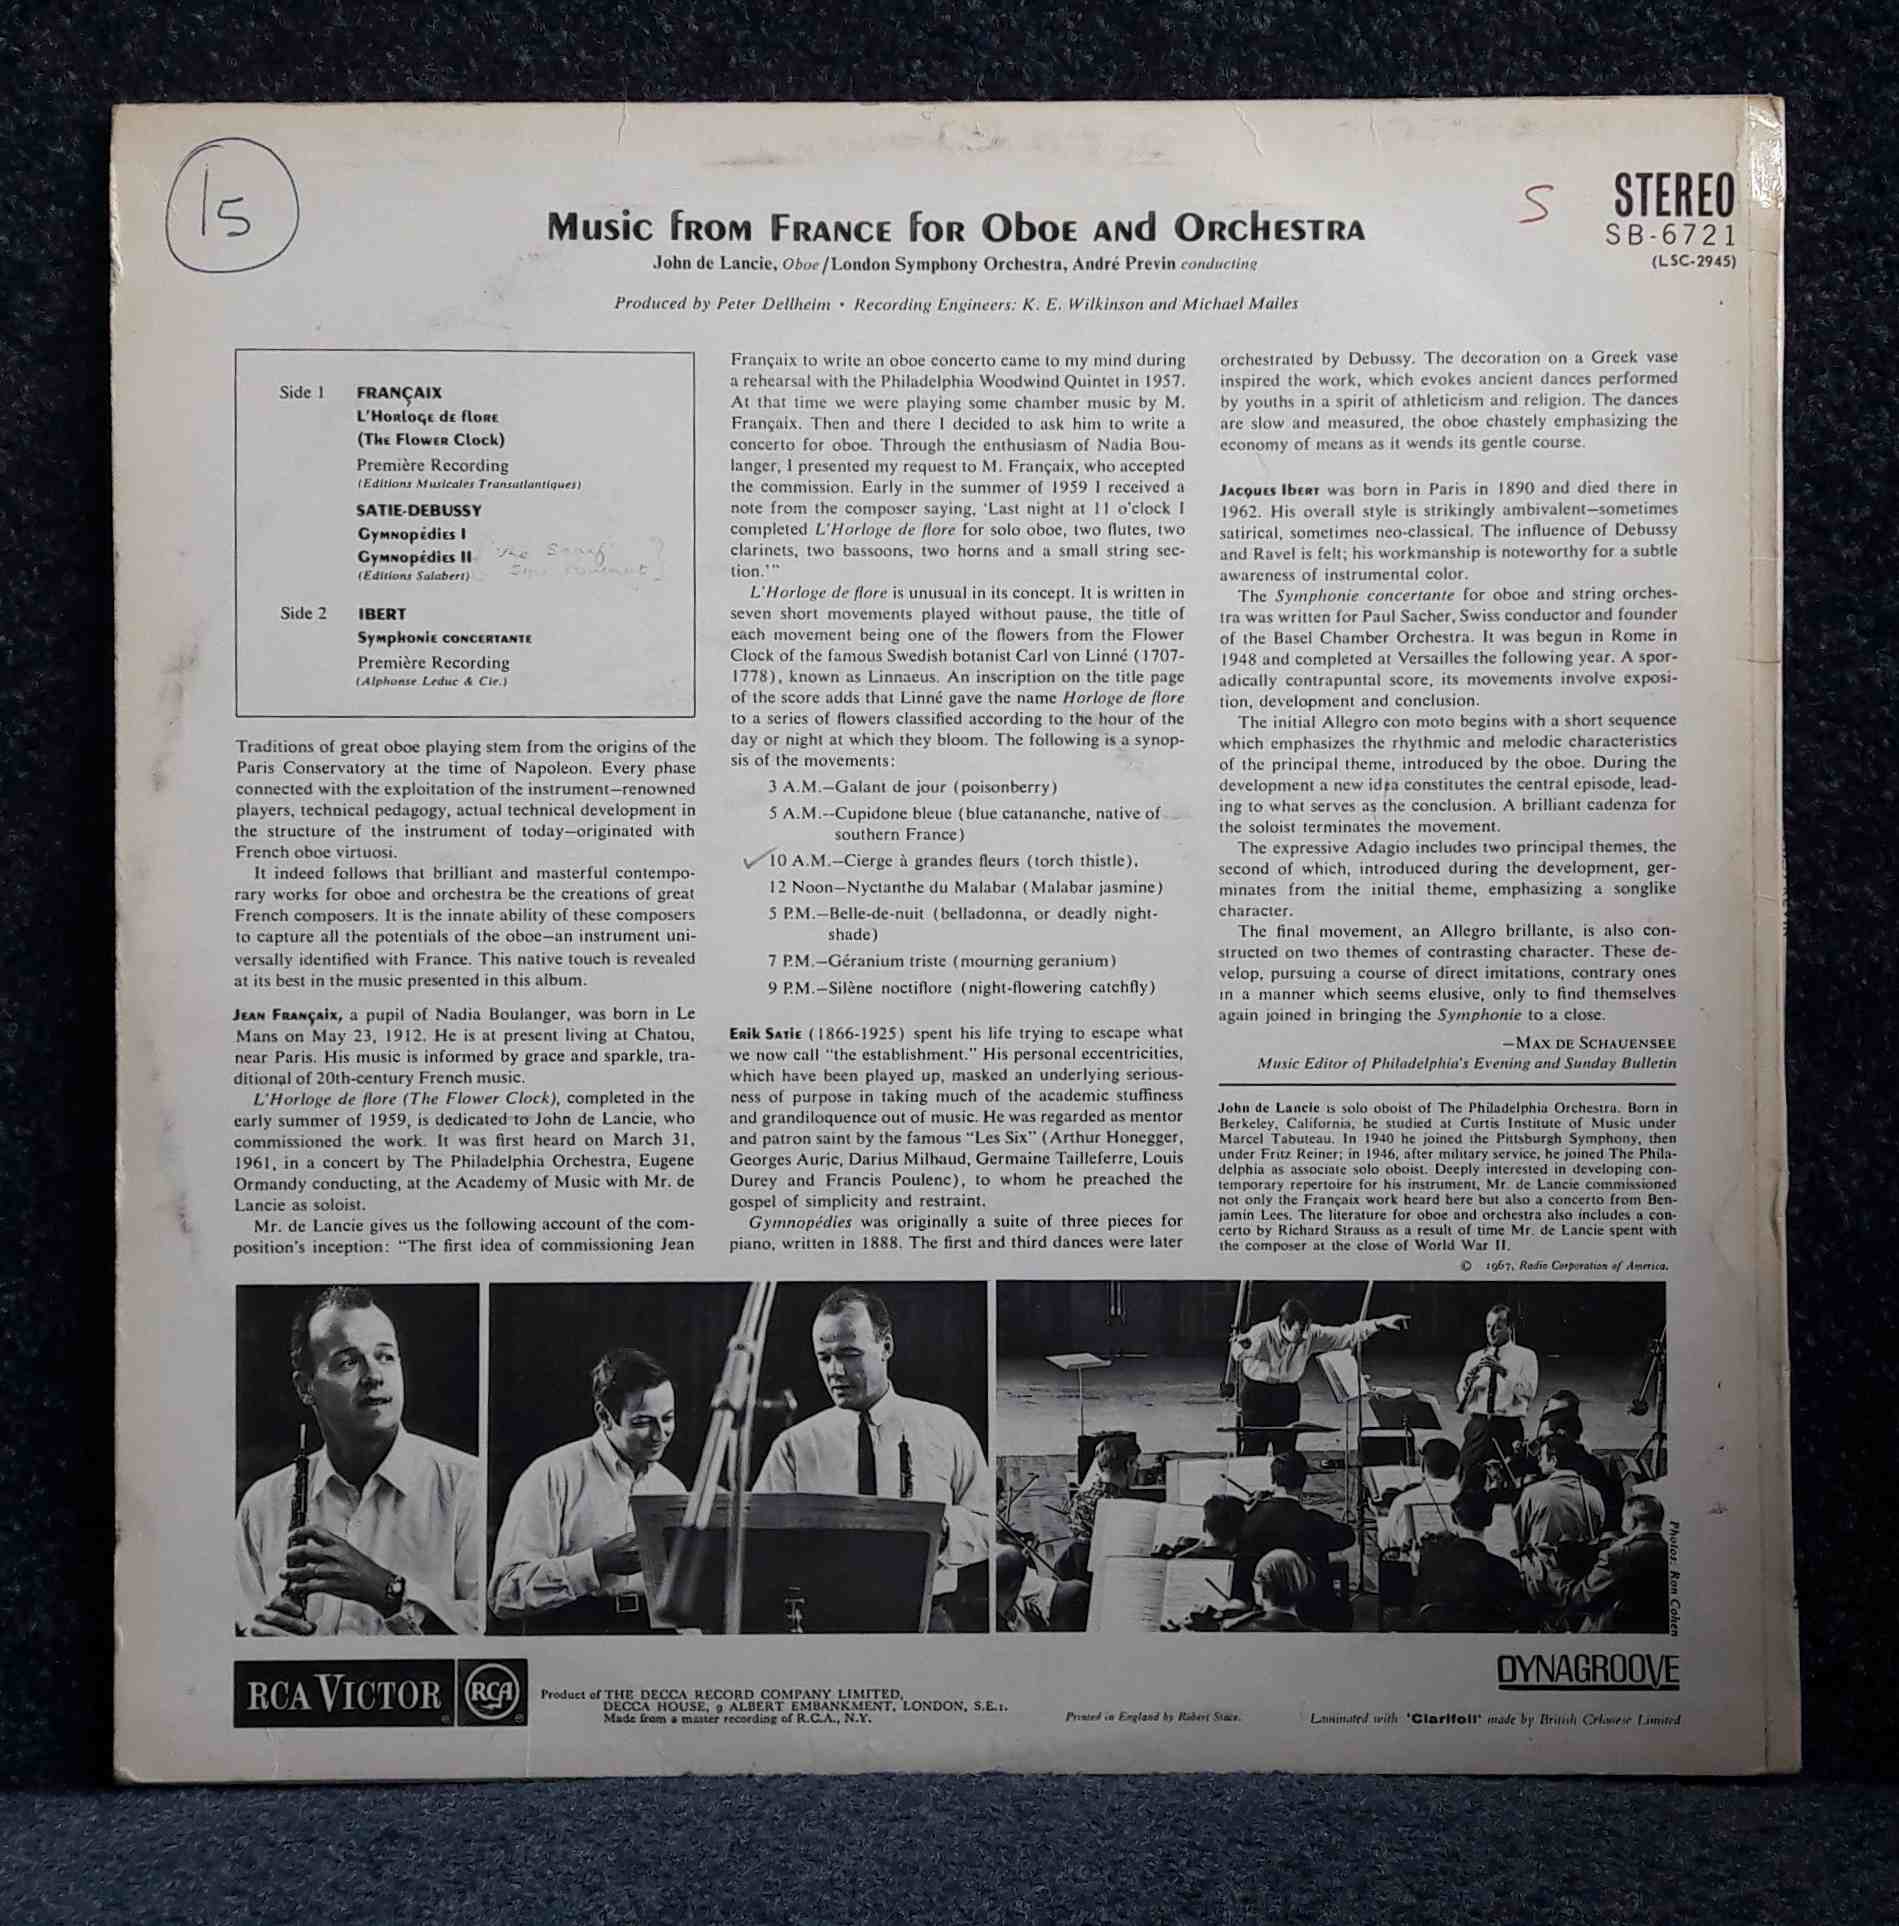 15
S
STEREO
SB-6721
(LSC-2945)
Music from France for Oboe and Orchestra
John de Lancie, Oboe/London Symphony Orchestra, André Previn conducting
Produced by Peter Dellheim • Recording Engineers: K. E. Wilkinson and Michael Mailes
Side 1 FRANÇAIX
L'Horloge de flore
(The Flower Clock)
Première Recording
(Editions Musicales Transatlantiques)
SATIE-DEBUSSY
Gymnopédies I
Gymnopédies II
(Editions Salabert)
Side 2 IBERT
Symphonie concertante
Première Recording
(Alphonse Leduc & Cie.)
Traditions of great oboe playing stem from the origins of the
Paris Conservatory at the time of Napoleon. Every phase
connected with the exploitation of the instrument—renowned
players, technical pedagogy, actual technical development in
the structure of the instrument of today—originated with
French oboe virtuosi.
It indeed follows that brilliant and masterful contempo-
rary works for oboe and orchestra be the creations of great
French composers. It is the innate ability of these composers
to capture all the potentials of the oboe—an instrument uni-
versally identified with France. This native touch is revealed
at its best in the music presented in this album.
Jean Françaix, a pupil of Nadia Boulanger, was born in Le
Mans on May 23, 1912. He is at present living at Chatou,
near Paris. His music is informed by grace and sparkle, tra-
ditional of 20th-century French music.
L'Horloge de flore (The Flower Clock), completed in the
early summer of 1959, is dedicated to John de Lancie, who
commissioned the work. It was first heard on March 31,
1961, in a concert by The Philadelphia Orchestra, Eugene
Ormandy conducting, at the Academy of Music with Mr. de
Lancie as soloist.
Mr. de Lancie gives us the following account of the com-
position's inception: "The first idea of commissioning Jean
Françaix to write an oboe concerto came to my mind during
a rehearsal with the Philadelphia Woodwind Quintet in 1957.
At that time we were playing some chamber music by M.
Françaix. Then and there I decided to ask him to write a
concerto for oboe. Through the enthusiasm of Nadia Bou-
langer, I presented my request to M. Françaix, who accepted
the commission. Early in the summer of 1959 I received a
note from the composer saying, 'Last night at 11 o'clock I
completed L'Horloge de flore for solo oboe, two flutes, two
clarinets, two bassoons, two horns and a small string sec-
tion.'"
L'Horloge de flore is unusual in its concept. It is written in
seven short movements played without pause, the title of
each movement being one of the flowers from the Flower
Clock of the famous Swedish botanist Carl von Linné (1707-
1778), known as Linnaeus. An inscription on the title page
of the score adds that Linné gave the name Horloge de flore
to a series of flowers classified according to the hour of the
day or night at which they bloom. The following is a synop-
sis of the movements:
3 A.M.—Galant de jour (poisonberry)
5 A.M.--Cupidone bleue (blue catananche, native of
southern France)
10 A.M.—Cierge à grandes fleurs (torch thistle).
12 Noon—Nyctanthe du Malabar (Malabar jasmine)
5 P.M.—Belle-de-nuit (belladonna, or deadly night-
shade)
7 P.M.—Géranium triste (mourning geranium)
9 P.M.—Silène noctiflore (night-flowering catchfly)
Erik Satie (1866-1925) spent his life trying to escape what
we now call "the establishment." His personal eccentricities,
which have been played up, masked an underlying serious-
ness of purpose in taking much of the academic stuffiness
and grandiloquence out of music. He was regarded as mentor
and patron saint by the famous "Les Six" (Arthur Honegger,
Georges Auric, Darius Milhaud, Germaine Tailleferre, Louis
Durey and Francis Poulenc), to whom he preached the
gospel of simplicity and restraint.
Gymnopédies was originally a suite of three pieces for
piano, written in 1888. The first and third dances were later
orchestrated by Debussy. The decoration on a Greek vase
inspired the work, which evokes ancient dances performed
by youths in a spirit of athleticism and religion. The dances
are slow and measured, the oboe chastely emphasizing the
economy of means as it wends its gentle course.
Jacques Ibert was born in Paris in 1890 and died there in
1962. His overall style is strikingly ambivalent—sometimes
satirical, sometimes neo-classical. The influence of Debussy
and Ravel is felt; his workmanship is noteworthy for a subtle
awareness of instrumental color.
The Symphonie concertante for oboe and string orches-
tra was written for Paul Sacher, Swiss conductor and founder
of the Basel Chamber Orchestra. It was begun in Rome in
1948 and completed at Versailles the following year. A spor-
adically contrapuntal score, its movements involve exposi-
tion, development and conclusion.
The initial Allegro con moto begins with a short sequence
which emphasizes the rhythmic and melodic characteristics
of the principal theme, introduced by the oboe. During the
development a new idea constitutes the central episode, lead-
ing to what serves as the conclusion. A brilliant cadenza for
the soloist terminates the movement.
The expressive Adagio includes two principal themes, the
second of which, introduced during the development, ger-
minates from the initial theme, emphasizing a songlike
character.
The final movement, an Allegro brillante, is also con-
structed on two themes of contrasting character. These de-
velop, pursuing a course of direct imitations, contrary ones
in a manner which seems elusive, only to find themselves
again joined in bringing the Symphonie to a close.
—Max de Schauensee
Music Editor of Philadelphia's Evening and Sunday Bulletin
John de Lancie is solo oboist of The Philadelphia Orchestra. Born in
Berkeley, California, he studied at Curtis Institute of Music under
Marcel Tabuteau. In 1940 he joined the Pittsburgh Symphony, then
under Fritz Reiner; in 1946, after military service, he joined The Phila-
delphia as associate solo oboist. Deeply interested in developing con-
temporary repertoire for his instrument, Mr. de Lancie commissioned
not only the Françaix work heard here but also a concerto from Ben-
jamin Lees. The literature for oboe and orchestra also includes a con-
certo by Richard Strauss as a result of time Mr. de Lancie spent with
the composer at the close of World War II.
© 1967, Radio Corporation of America.
Photos: Ron Cohen
RCA VICTOR RCA
Product of THE DECCA RECORD COMPANY LIMITED,
DECCA HOUSE, 9 ALBERT EMBANKMENT, LONDON, S.E.1.
Made from a master recording of R.C.A., N.Y.
Printed in England by Robert Stace.
DYNAGROOVE
Laminated with 'Clarifoil' made by British Celanese Limited